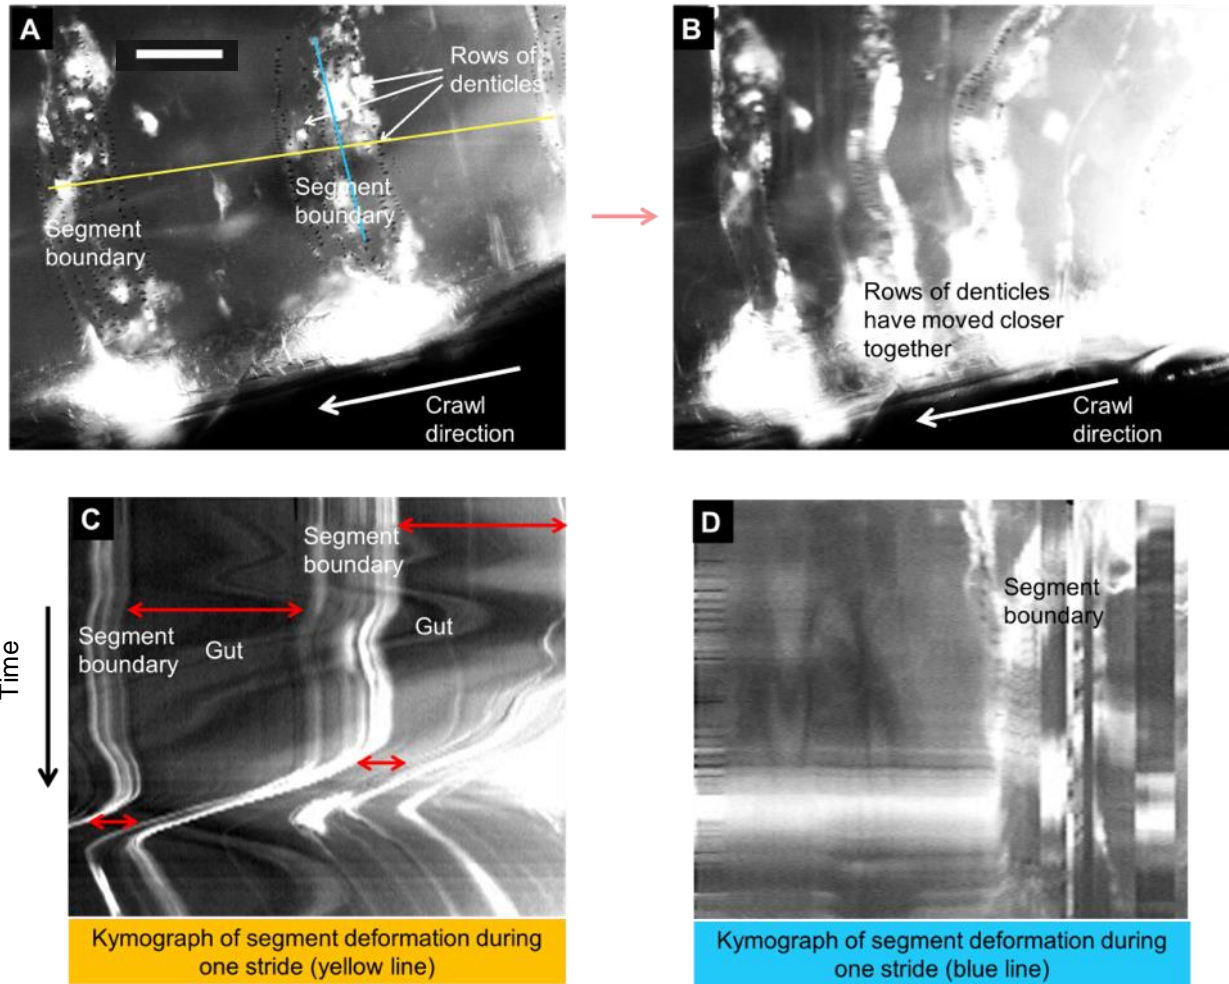 A
Rows of
denticles
Segment
boundary
Segment
boundary
Crawl
direction
B
Rows of denticles
have moved closer
together
Crawl
direction
C
Segment
boundary
Segment
boundary
Gut
Gut
Time
Kymograph of segment deformation during
one stride (yellow line)
D
Segment
boundary
Kymograph of segment deformation during
one stride (blue line)